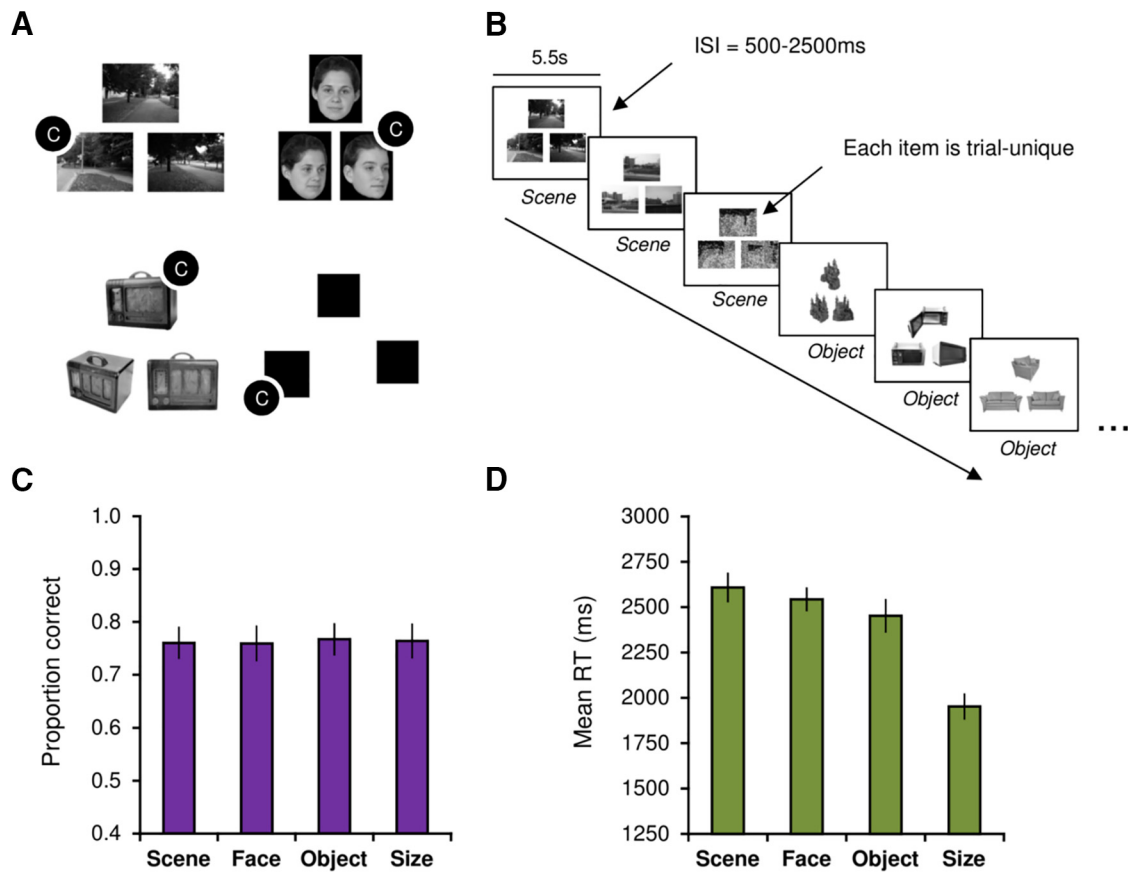 A
C
C
C
C
B
5.5s
ISI = 500-2500ms
Each item is trial-unique
Scene
Scene
Scene
Object
Object
Object
...
C
Proportion correct
1.0
0.9
0.8
0.7
0.6
0.5
0.4
Scene Face Object Size
D
Mean RT (ms)
3000
2750
2500
2250
2000
1750
1500
1250
Scene Face Object Size